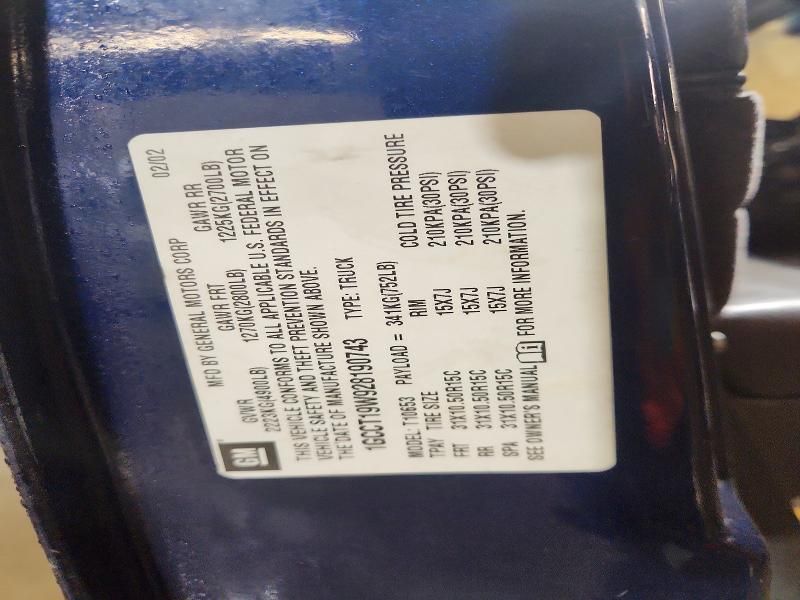 GM
MFD BY GENERAL MOTORS CORP 02/02
GVWR GAWR FRT GAWR RR
2223KG(4900LB) 1270KG(2800LB) 1225KG(2700LB)
THIS VEHICLE CONFORMS TO ALL APPLICABLE U.S. FEDERAL MOTOR
VEHICLE SAFETY AND THEFT PREVENTION STANDARDS IN EFFECT ON
THE DATE OF MANUFACTURE SHOWN ABOVE.
1GCCT19W928190743 TYPE: TRUCK
MODEL: T10653 PAYLOAD = 341KG(752LB)
TPAY TIRE SIZE RIM COLD TIRE PRESSURE
FRT 31X10.50R15C 15X7J 210KPA(30PSI)
RR 31X10.50R15C 15X7J 210KPA(30PSI)
SPA 31X10.50R15C 15X7J 210KPA(30PSI)
SEE OWNER'S MANUAL FOR MORE INFORMATION.